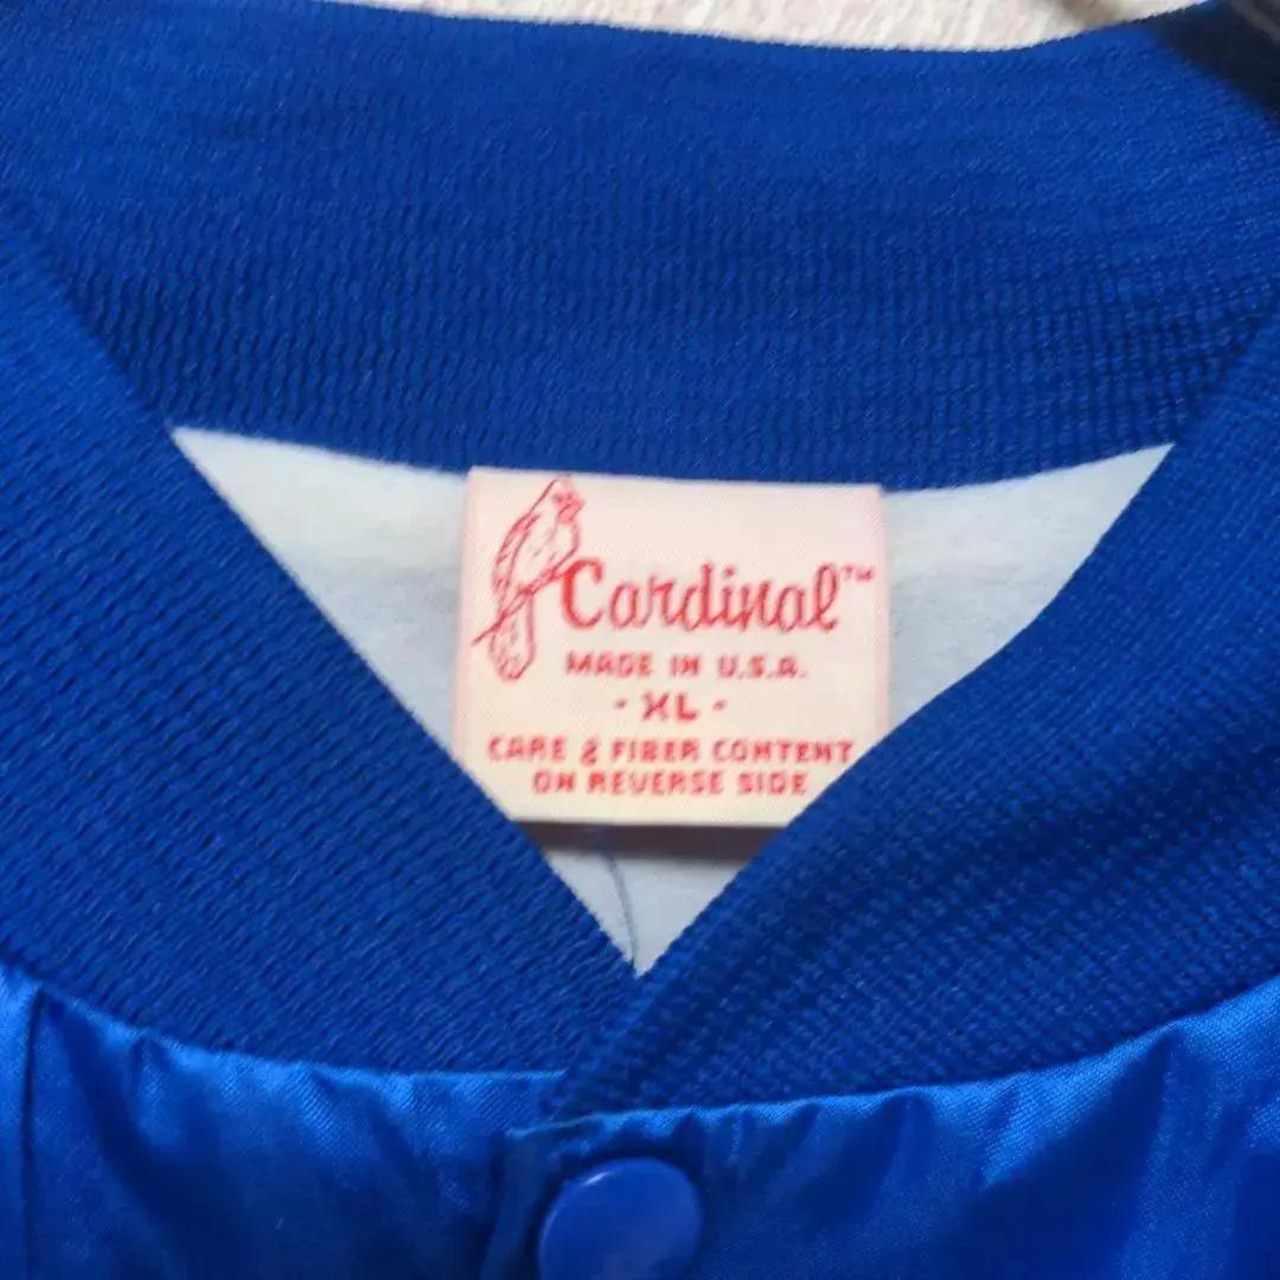 Cardinal™
MADE IN U.S.A.
- XL -
CARE & FIBER CONTENT
ON REVERSE SIDE